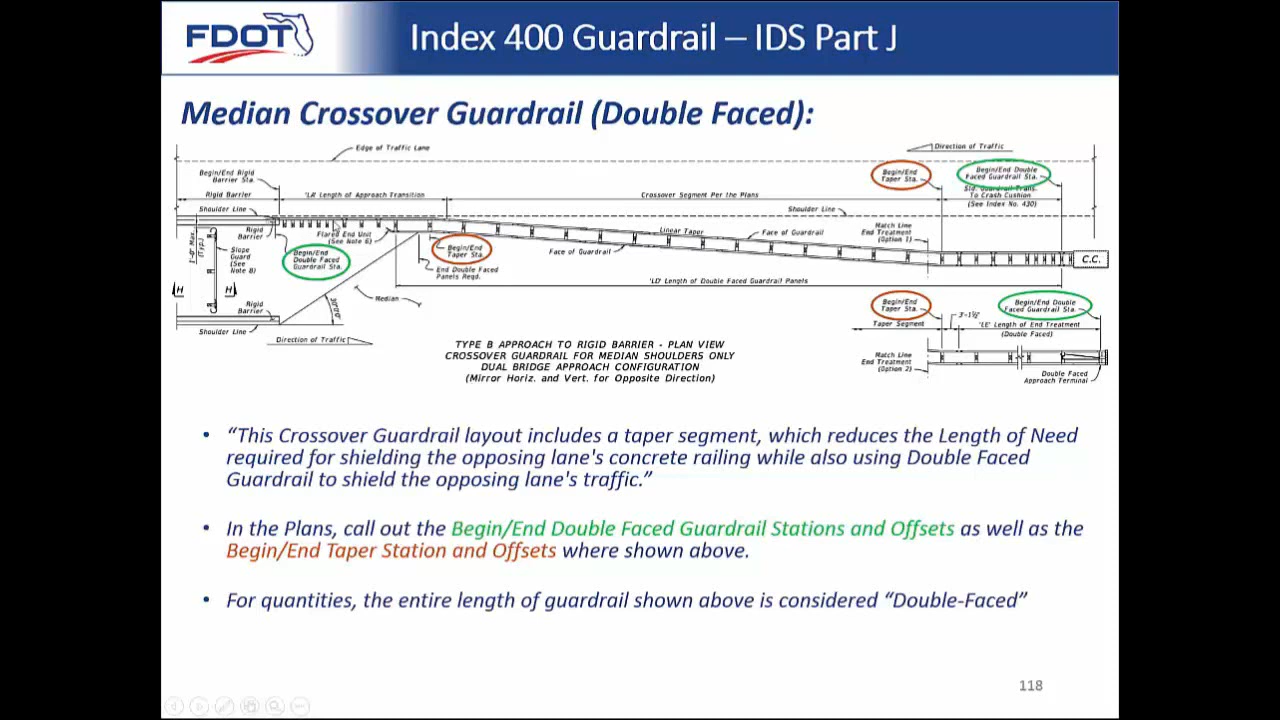 FDOT
Index 400 Guardrail – IDS Part J
Median Crossover Guardrail (Double Faced):
Edge of Traffic Lane
Direction of Traffic
Begin/End Rigid
Barrier Sta.
Begin/End
Taper Sta.
Begin/End Double
Faced Guardrail Sta.
Rigid Barrier
'LA' Length of Approach Transition
Crossover Segment Per the Plans
Std. Guardrail Trans.
To Crash Cushion
(See Index No. 430)
Shoulder Line
Shoulder Line
Rigid
Barrier
Flared End Unit
(See Note 6)
Linear Taper
Face of Guardrail
Match Line
End Treatment
(Option 1)
1'-0" Max.
(Typ.)
Slope
Guard
(See
Note 8)
Begin/End
Double Faced
Guardrail Sta.
Begin/End
Taper Sta.
Face of Guardrail
C.C.
End Double Faced
Panels Reqd.
'LD' Length of Double Faced Guardrail Panels
H
H
Median
Rigid
Barrier
Begin/End
Taper Sta.
Begin/End Double
Faced Guardrail Sta.
3'-1½"
Shoulder Line
Taper Segment
'LE' Length of End Treatment
(Double Faced)
Direction of Traffic
TYPE B APPROACH TO RIGID BARRIER - PLAN VIEW
CROSSOVER GUARDRAIL FOR MEDIAN SHOULDERS ONLY
DUAL BRIDGE APPROACH CONFIGURATION
(Mirror Horiz. and Vert. for Opposite Direction)
Match Line
End Treatment
(Option 2)
Double Faced
Approach Terminal
• “This Crossover Guardrail layout includes a taper segment, which reduces the Length of Need
required for shielding the opposing lane's concrete railing while also using Double Faced
Guardrail to shield the opposing lane's traffic.”
• In the Plans, call out the Begin/End Double Faced Guardrail Stations and Offsets as well as the
Begin/End Taper Station and Offsets where shown above.
• For quantities, the entire length of guardrail shown above is considered “Double-Faced”
118